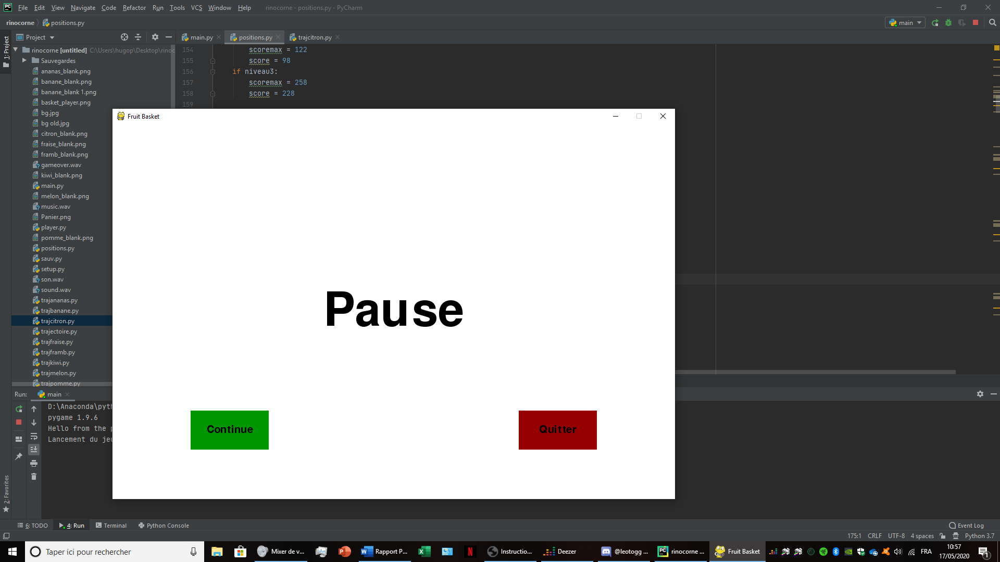 File Edit View Navigate Code Refactor Run Tools VCS Window Help rinocorne - positions.py - PyCharm
rinocorne positions.py main
1: Project
Project main.py positions.py trajcitron.py
rinocorne [untitled] C:\Users\hugop\Desktop\rinoc
Sauvegardes
ananas_blank.png
banane_blank.png
banane_blank 1.png
basket_player.png
bg.jpg
bg old.jpg
citron_blank.png
fraise_blank.png
framb_blank.png
gameover.wav
kiwi_blank.png
main.py
melon_blank.png
music.wav
Panier.png
player.py
pomme_blank.png
positions.py
sauv.py
setup.py
son.wav
sound.wav
trajananas.py
trajbanane.py
trajcitron.py
trajectoire.py
trajfraise.py
trajframb.py
trajkiwi.py
trajmelon.py
trajpomme.py
154 scoremax = 122
155 score = 98
156 if niveau3:
157 scoremax = 258
158 score = 228
159
Fruit Basket
Pause
Continue Quitter
Run: main
D:\Anaconda\pyth
pygame 1.9.6
Hello from the p
Lancement du jeu
2: Favorites
6: TODO 4: Run Terminal Python Console Event Log
175:1 CRLF UTF-8 4 spaces Python 3.7
Taper ici pour rechercher Mixer de v... Rapport P... Instructio... Deezer @leotogg ... rinocorne ... Fruit Basket FRA 10:57
17/05/2020 1